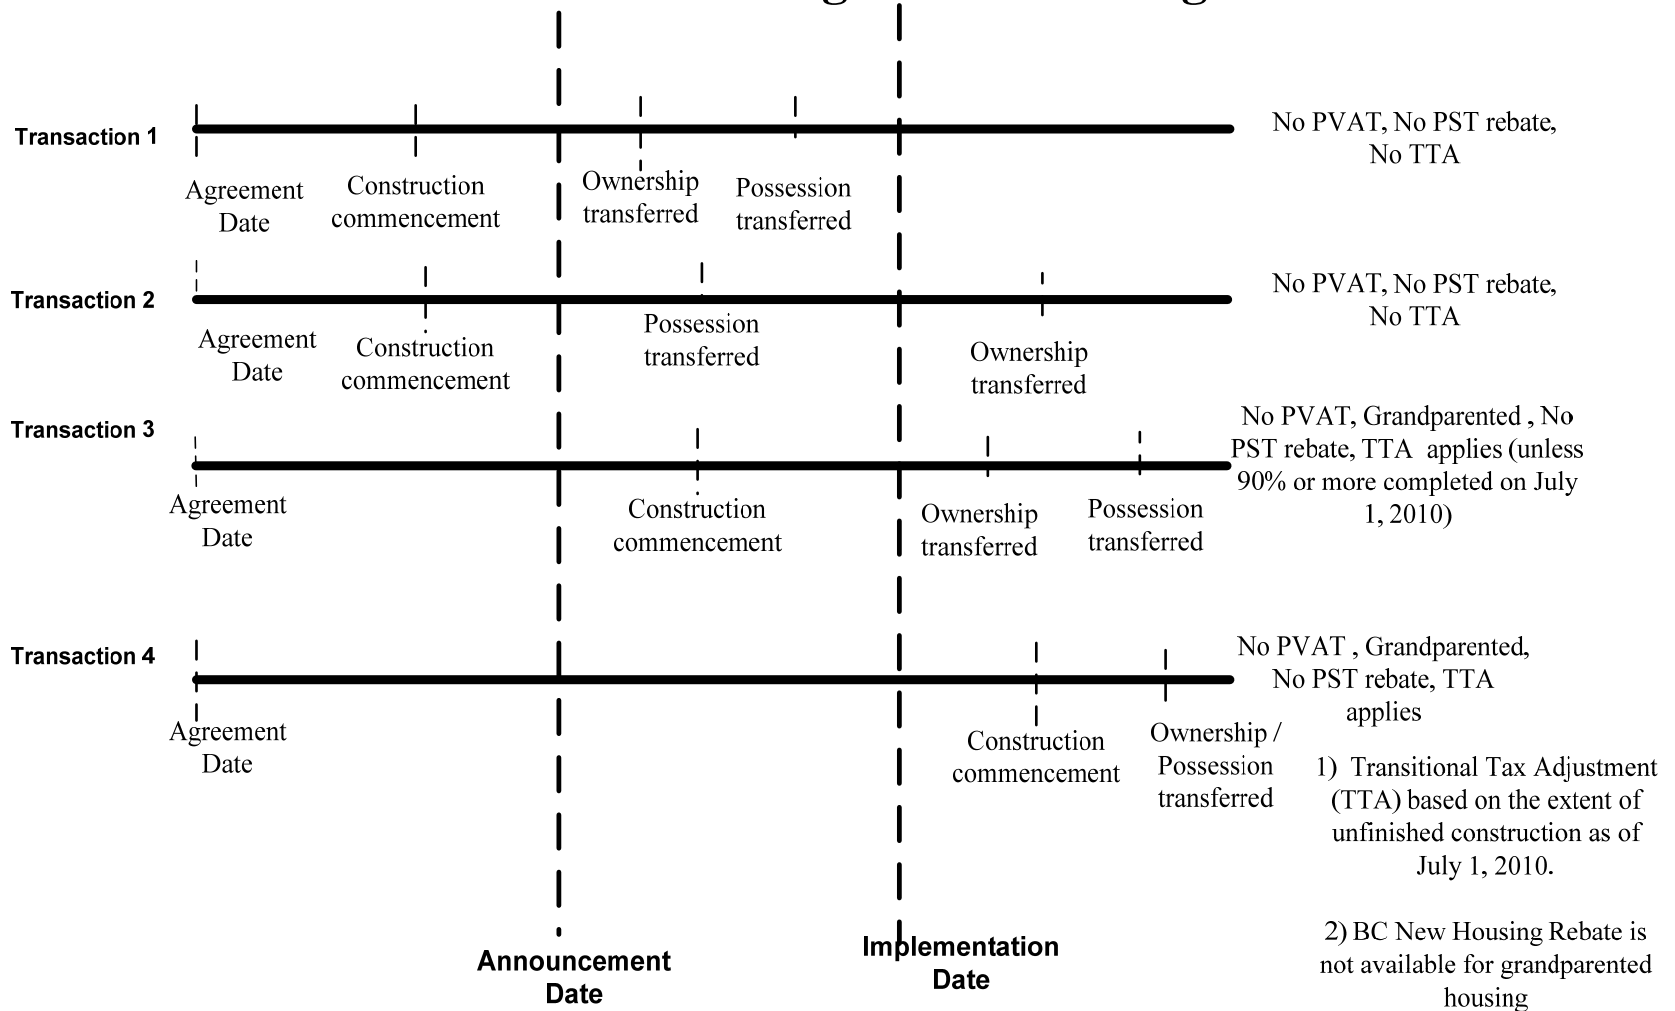 Transaction 1
Agreement
Date
Construction
commencement
Ownership
transferred
Possession
transferred
No PVAT, No PST rebate,
No TTA
Transaction 2
Agreement
Date
Construction
commencement
Possession
transferred
Ownership
transferred
No PVAT, No PST rebate,
No TTA
Transaction 3
Agreement
Date
Construction
commencement
Ownership
transferred
Possession
transferred
No PVAT, Grandparented , No
PST rebate, TTA applies (unless
90% or more completed on July
1, 2010)
Transaction 4
Agreement
Date
Construction
commencement
Ownership /
Possession
transferred
No PVAT , Grandparented,
No PST rebate, TTA
applies
1) Transitional Tax Adjustment
(TTA) based on the extent of
unfinished construction as of
July 1, 2010.
2) BC New Housing Rebate is
not available for grandparented
housing
Announcement
Date
Implementation
Date